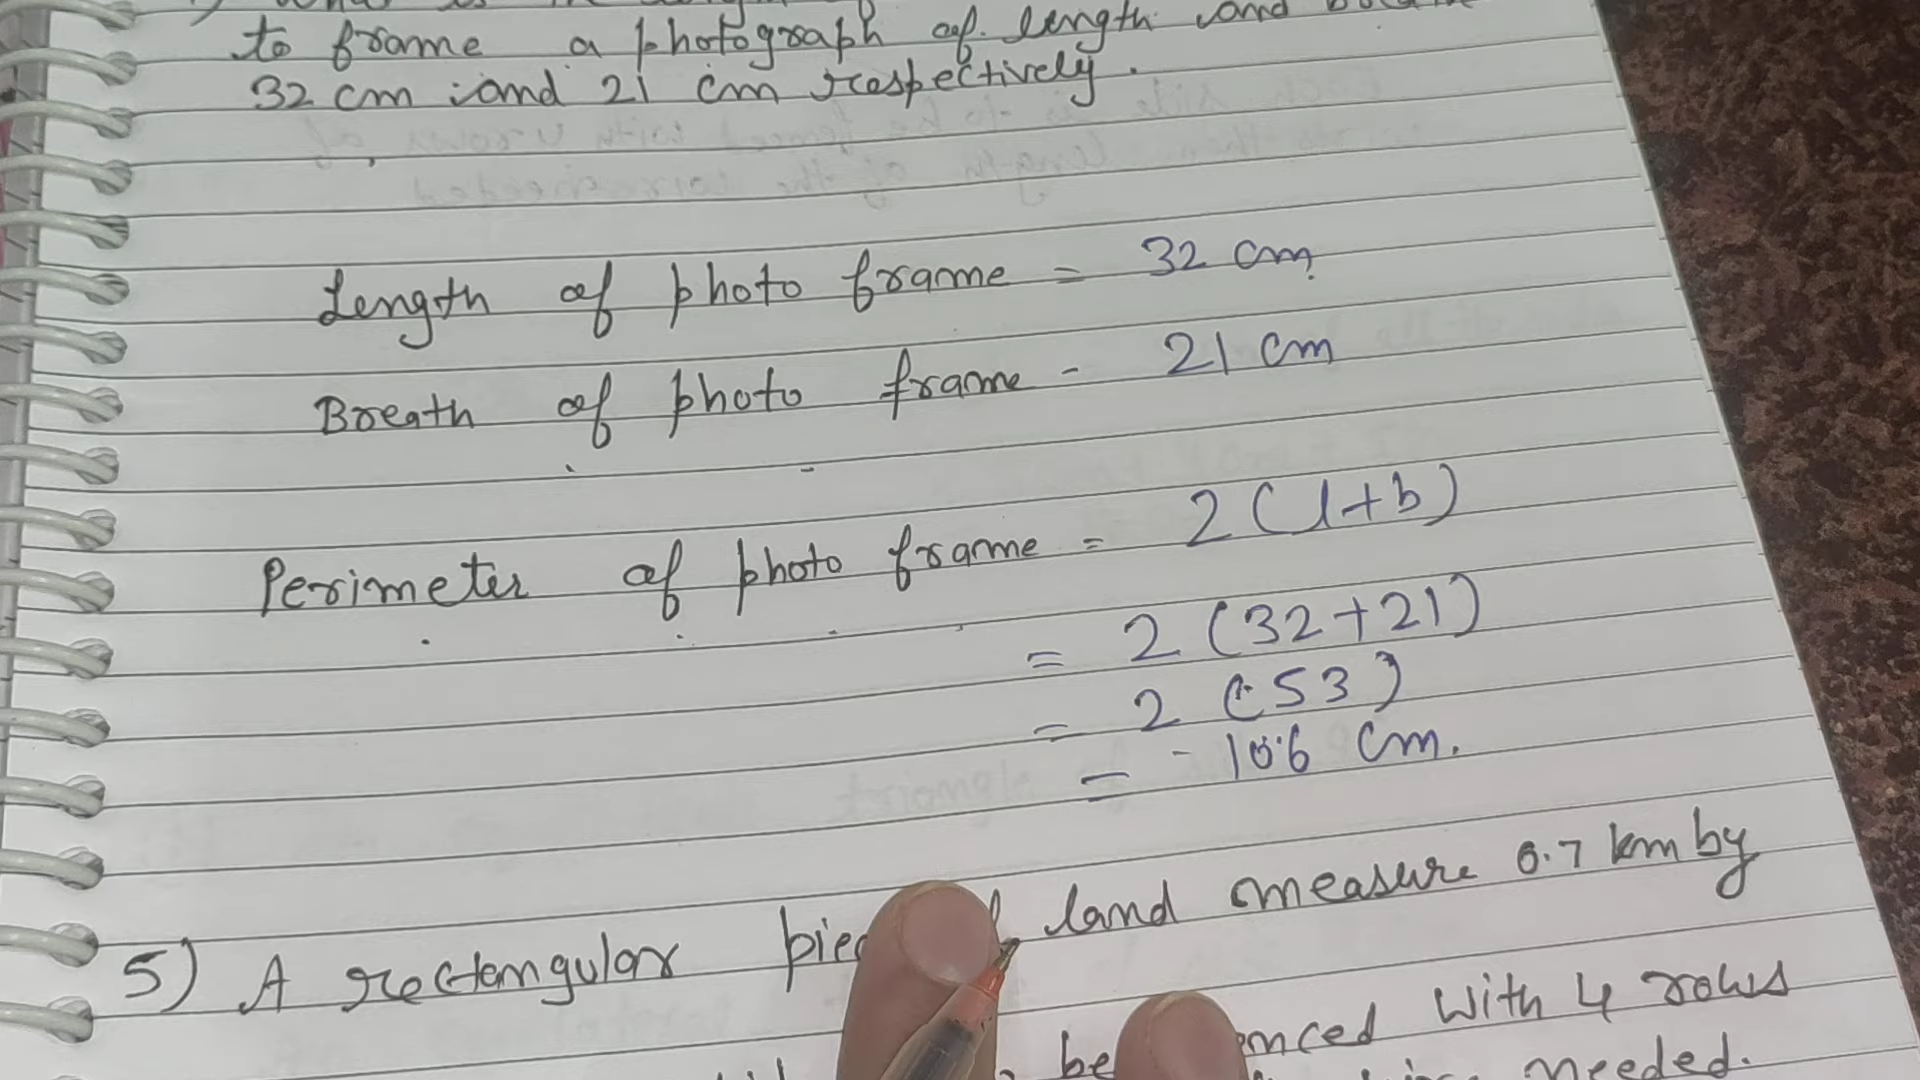 to frame a photograph of length and
32 cm and 21 cm respectively.
Length of photo frame = 32 cm.
Breath of photo frame - 21 cm
Perimeter of photo frame = 2(l+b)
= 2 (32+21)
= 2 (53)
= 106 cm.
5) A rectangular land measure 0.7 km by
be with 4 rows
needed.